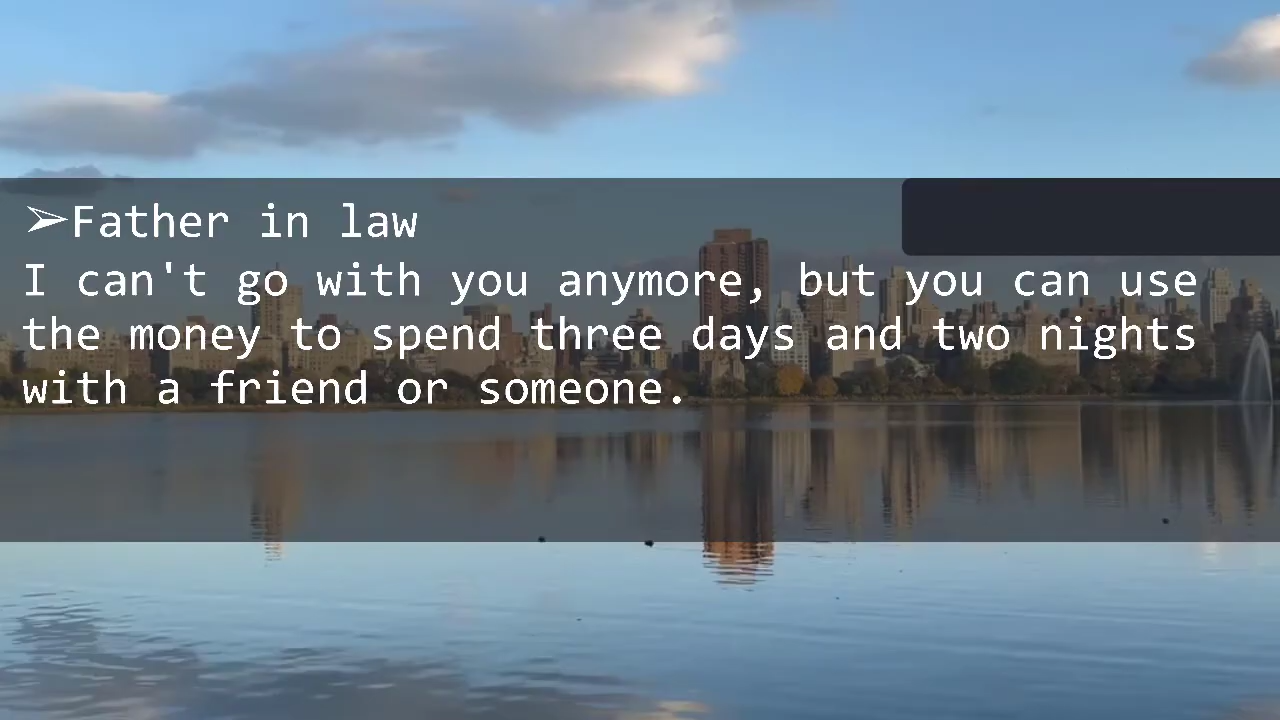 ➢Father in law
I can't go with you anymore, but you can use
the money to spend three days and two nights
with a friend or someone.